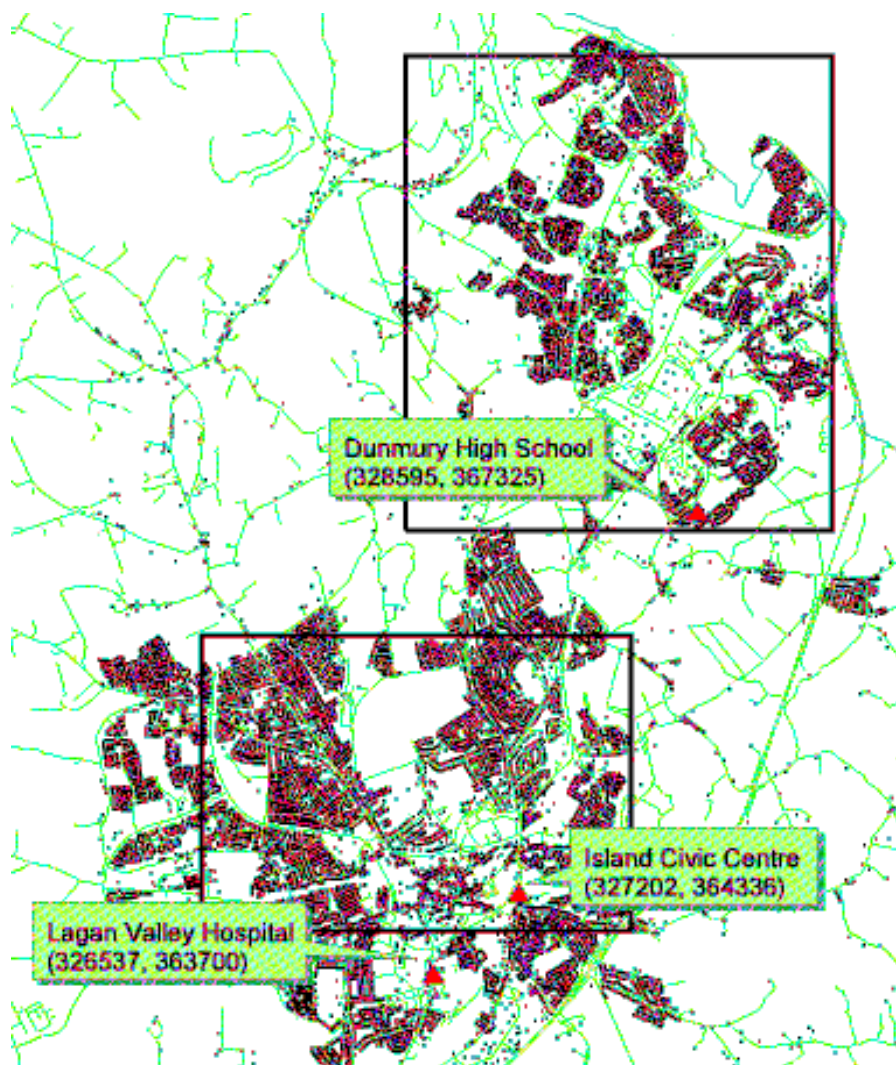 Dunmury High School
(328595, 367325)
Island Civic Centre
(327202, 364336)
Lagan Valley Hospital
(326537, 363700)